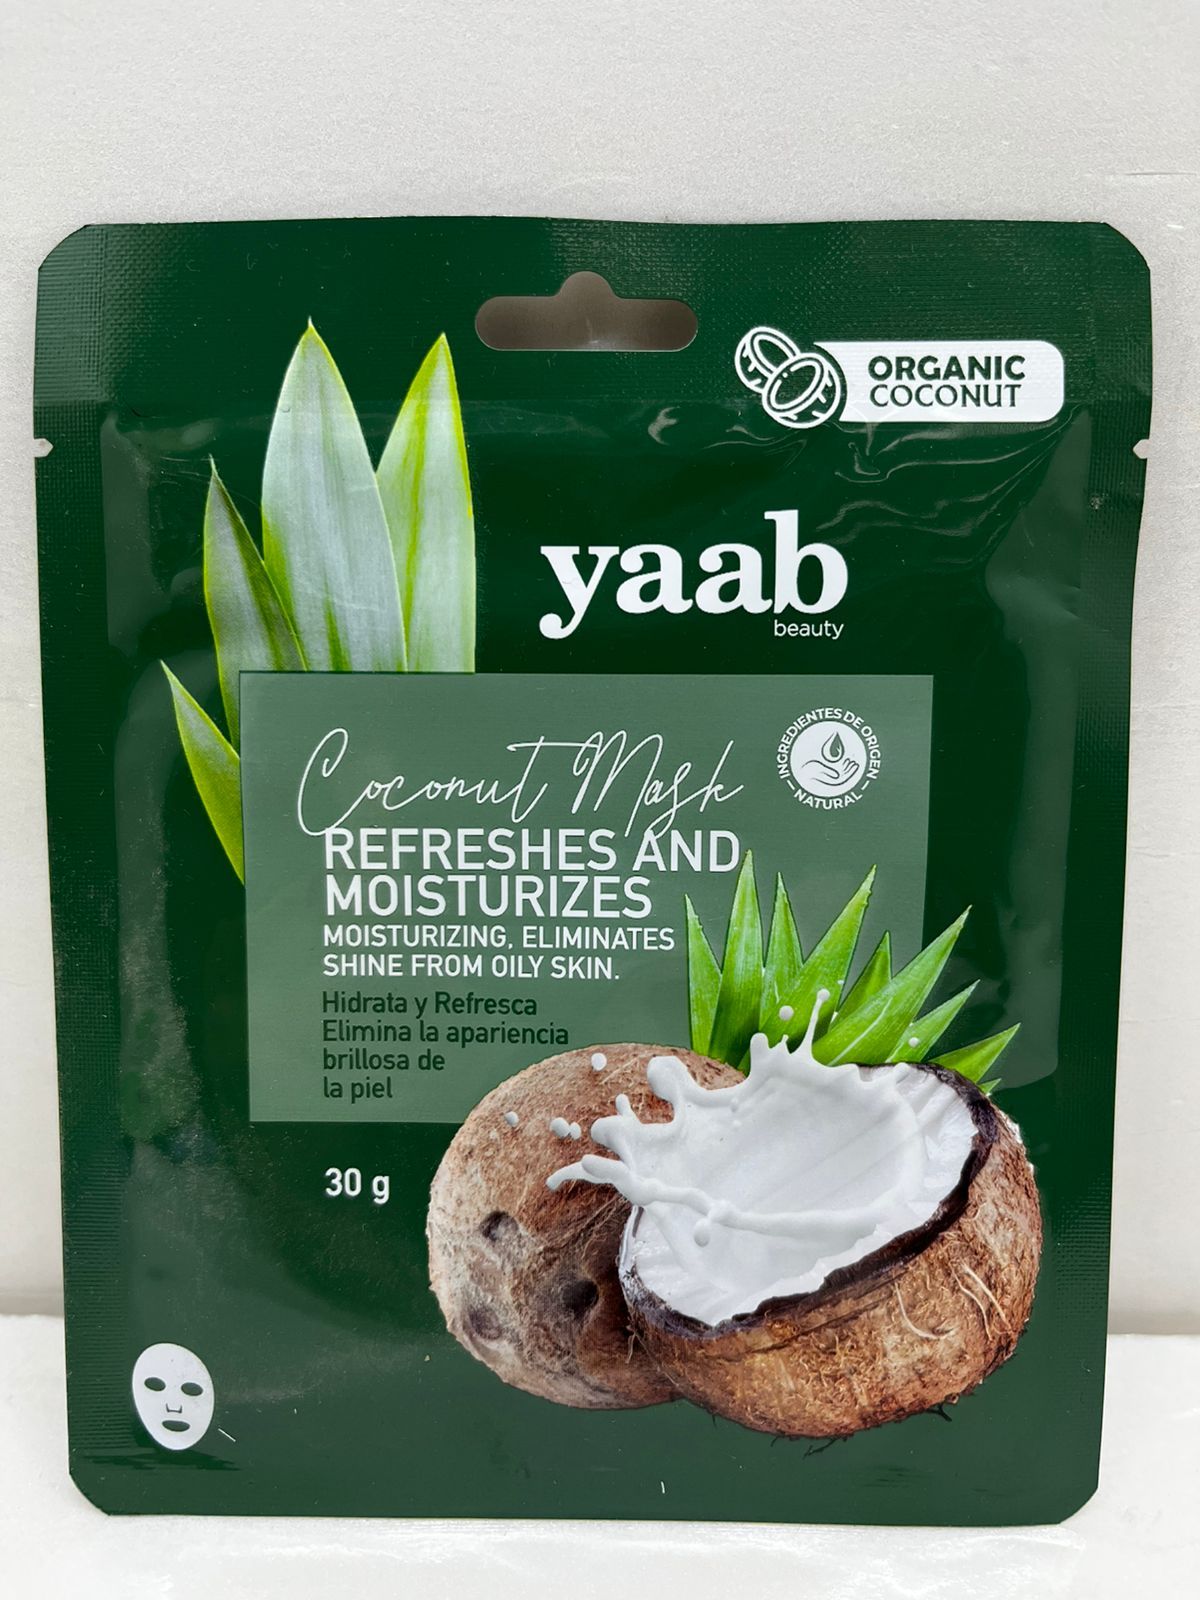 ORGANIC
COCONUT
yaab
beauty
INGREDIENTES DE ORIGEN
NATURAL
Coconut Mask
REFRESHES AND
MOISTURIZES
MOISTURIZING, ELIMINATES
SHINE FROM OILY SKIN.
Hidrata y Refresca
Elimina la apariencia
brillosa de
la piel
30 g